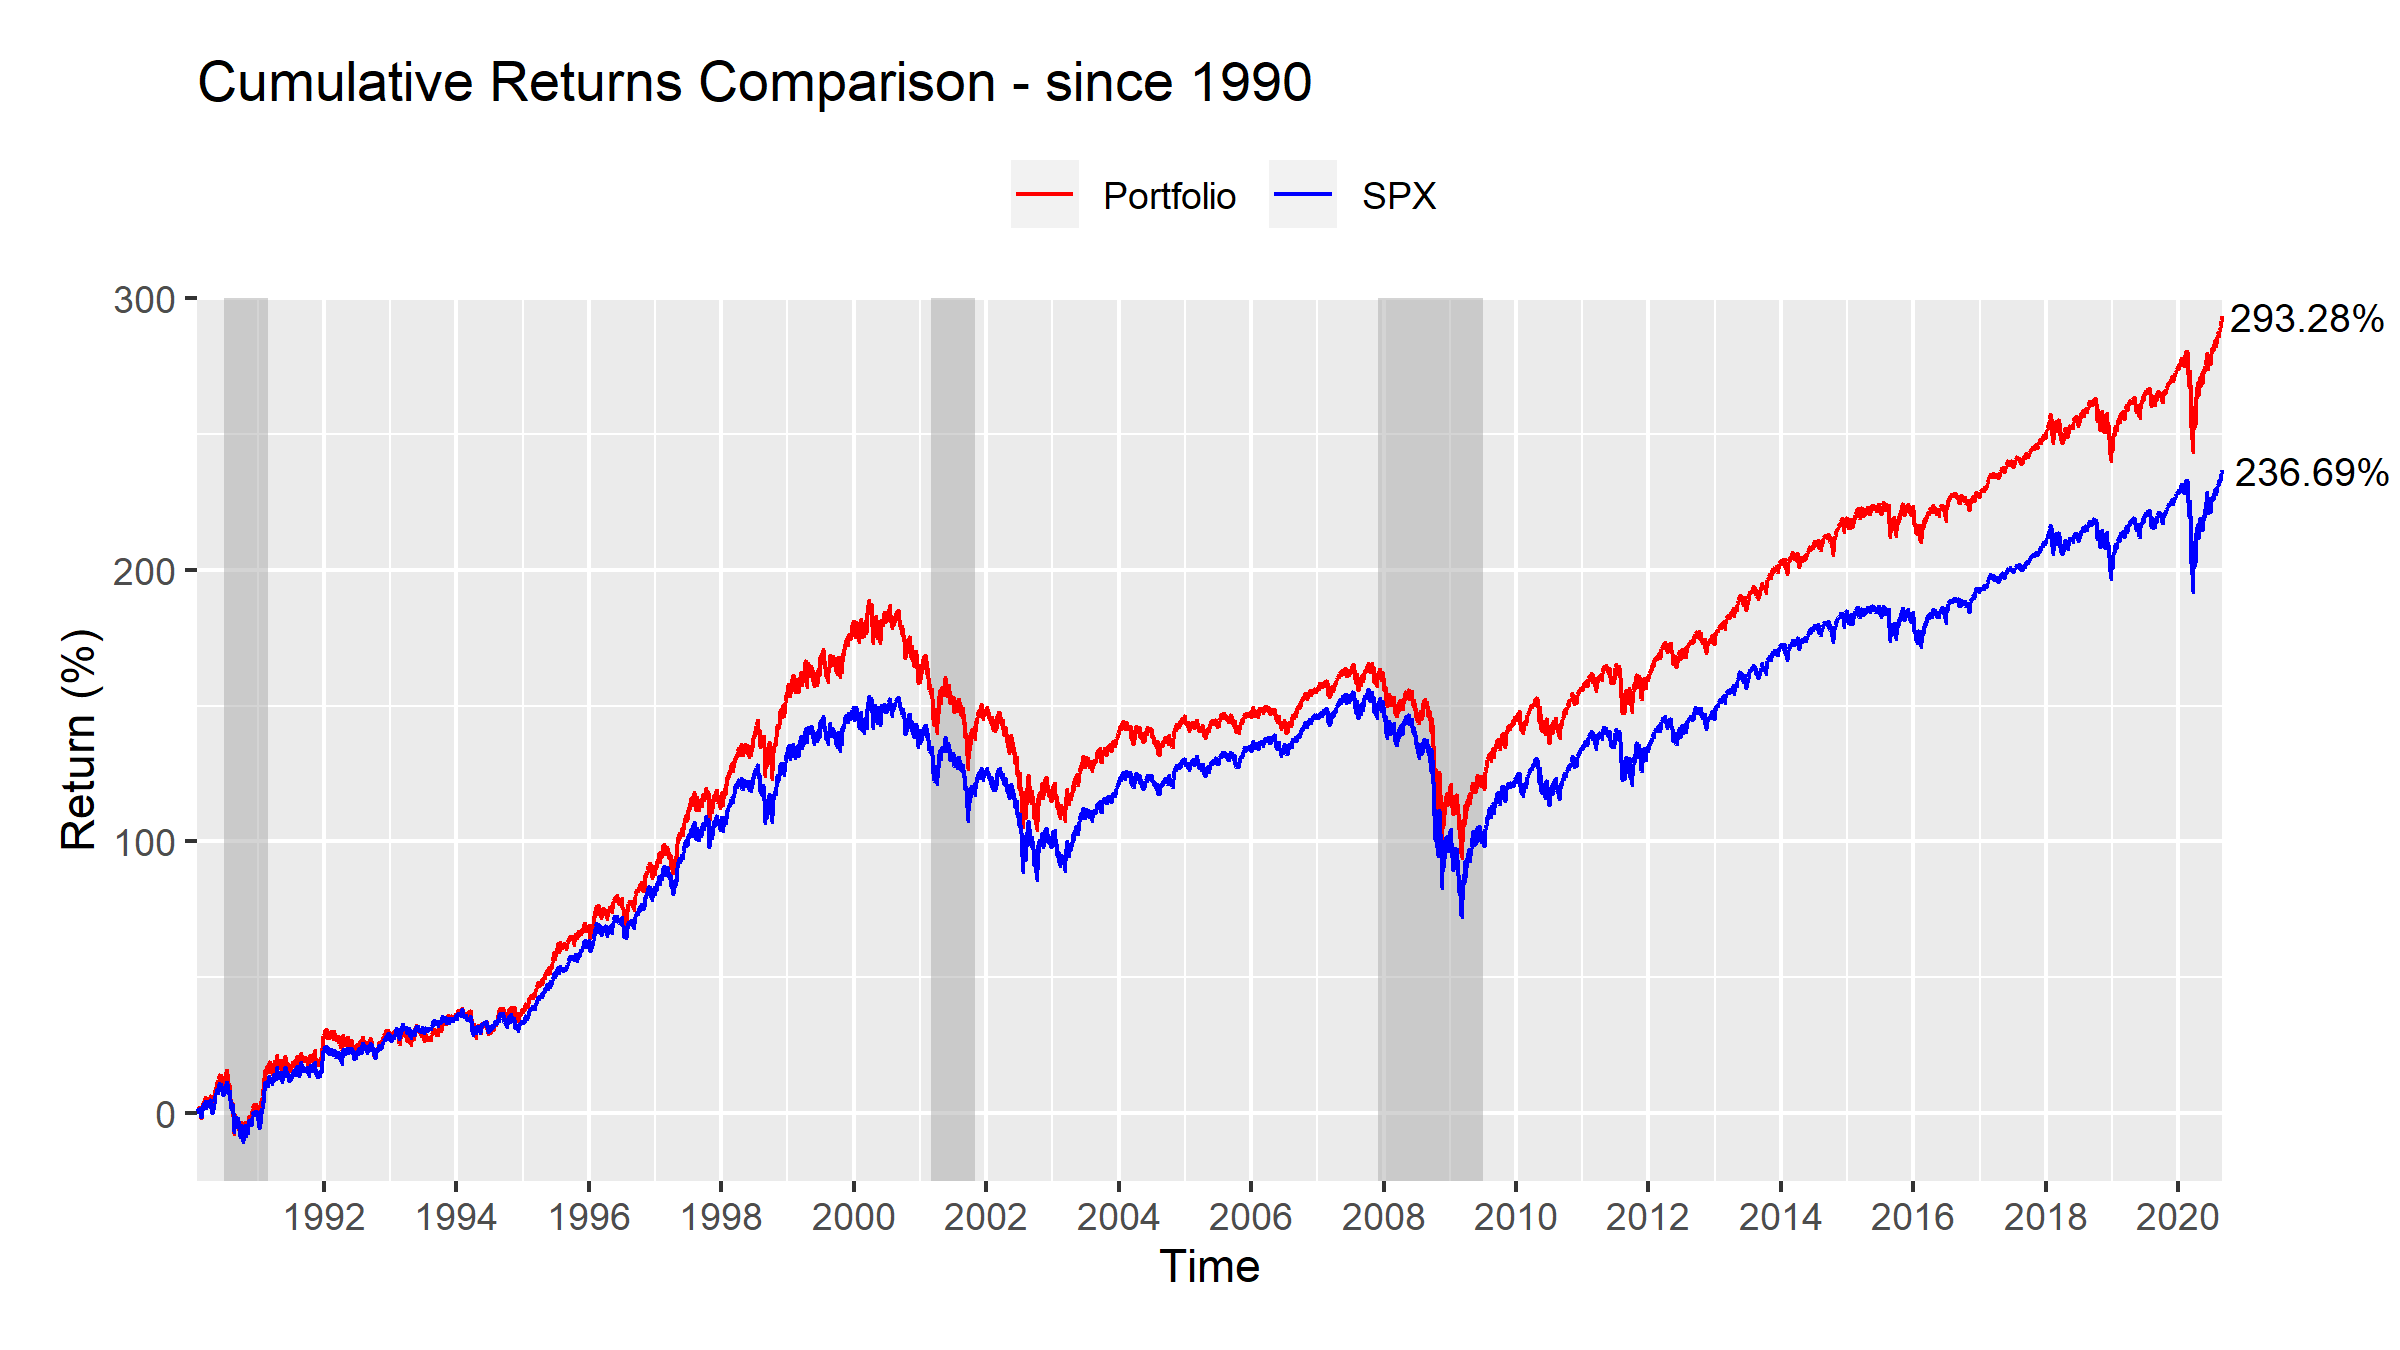 Cumulative Returns Comparison - since 1990
Portfolio SPX
300
200
100
0
Return (%)
293.28%
236.69%
1992 1994 1996 1998 2000 2002 2004 2006 2008 2010 2012 2014 2016 2018 2020
Time